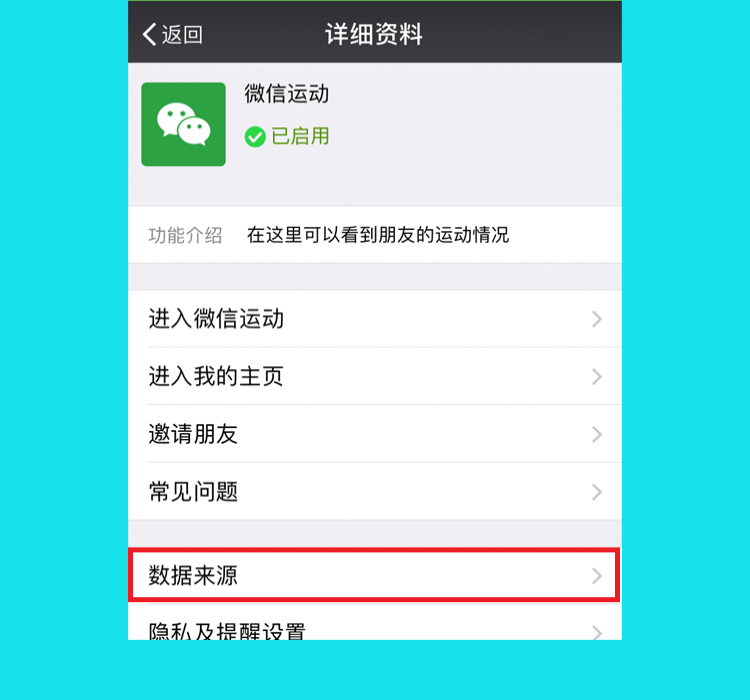 返回 详细资料
微信运动
已启用
功能介绍 在这里可以看到朋友的运动情况
进入微信运动
进入我的主页
邀请朋友
常见问题
数据来源
隐私及提醒设置